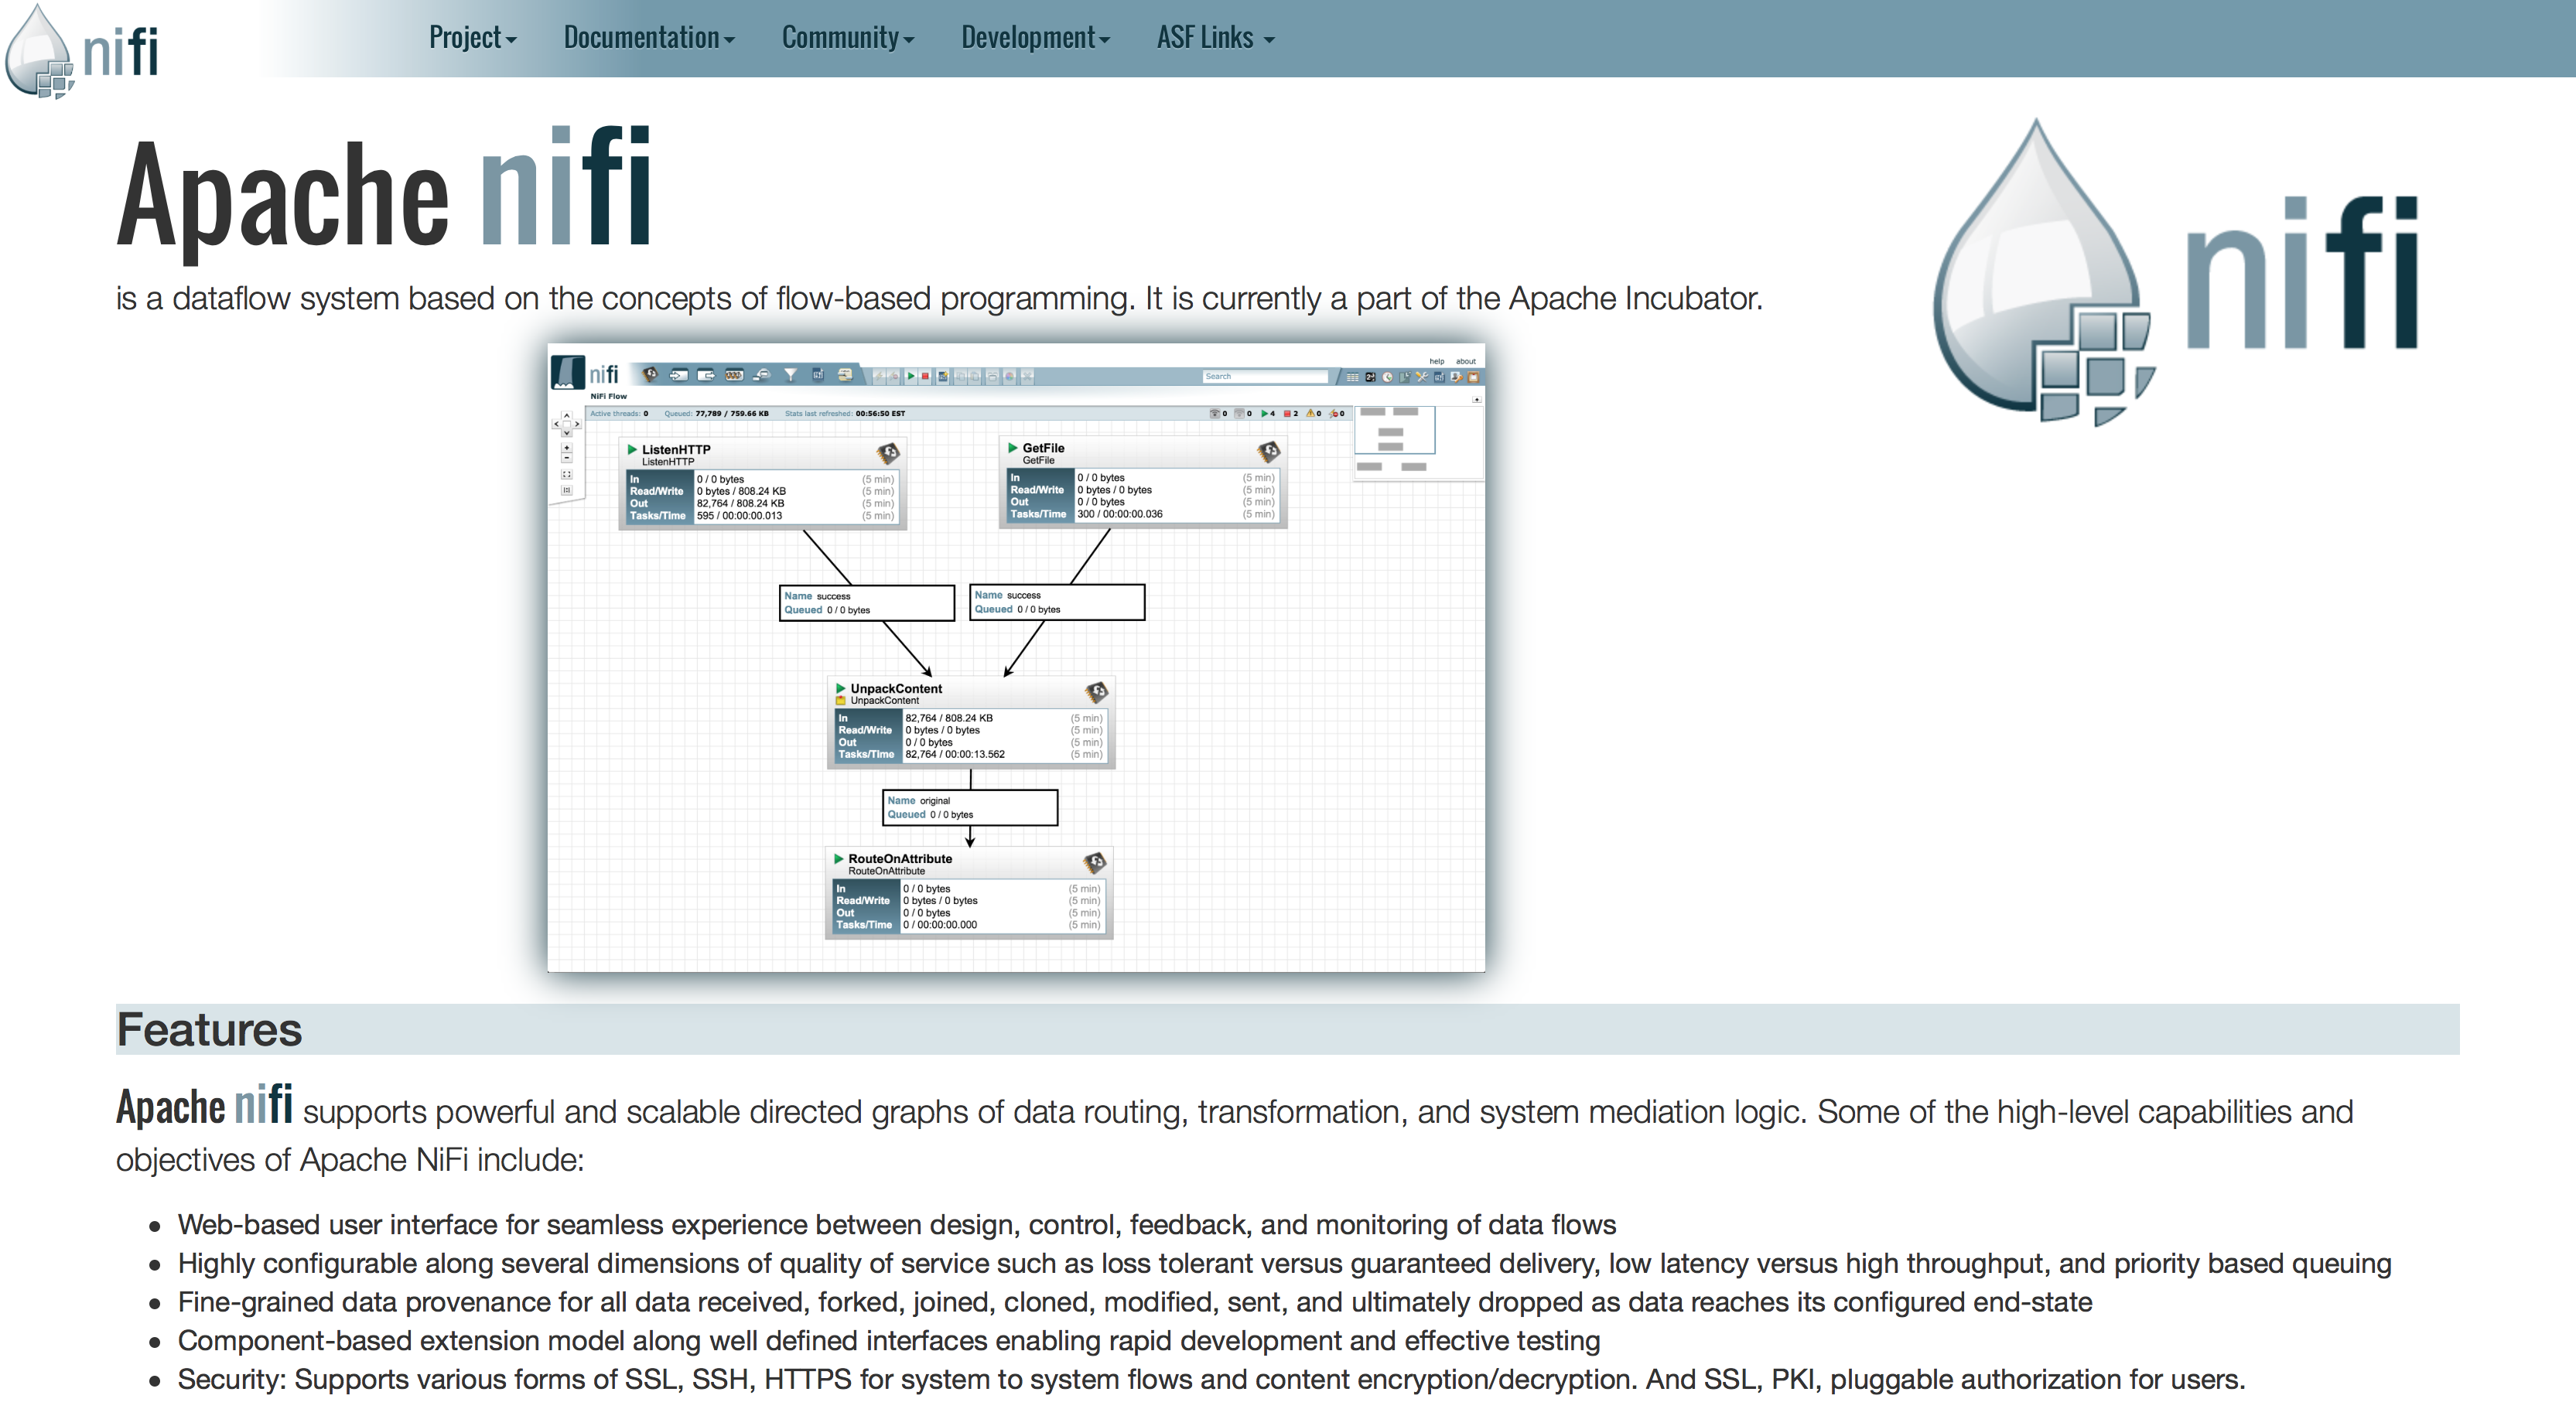 nifi
Project Documentation Community Development ASF Links
Apache nifi
nifi
is a dataflow system based on the concepts of flow-based programming. It is currently a part of the Apache Incubator.
help about
nifi
Search
NiFi Flow
Active threads: 0 Queued: 77,789 / 759.66 KB Stats last refreshed: 00:56:50 EST 0 0 4 2 0 0
ListenHTTP
ListenHTTP
In 0 / 0 bytes (5 min)
Read/Write 0 bytes / 808.24 KB (5 min)
Out 82,764 / 808.24 KB (5 min)
Tasks/Time 595 / 00:00:00.013 (5 min)
GetFile
GetFile
In 0 / 0 bytes (5 min)
Read/Write 0 bytes / 0 bytes (5 min)
Out 0 / 0 bytes (5 min)
Tasks/Time 300 / 00:00:00.036 (5 min)
Name success
Queued 0 / 0 bytes
Name success
Queued 0 / 0 bytes
UnpackContent
UnpackContent
In 82,764 / 808.24 KB (5 min)
Read/Write 0 bytes / 0 bytes (5 min)
Out 0 / 0 bytes (5 min)
Tasks/Time 82,764 / 00:00:13.562 (5 min)
Name original
Queued 0 / 0 bytes
RouteOnAttribute
RouteOnAttribute
In 0 / 0 bytes (5 min)
Read/Write 0 bytes / 0 bytes (5 min)
Out 0 / 0 bytes (5 min)
Tasks/Time 0 / 00:00:00.000 (5 min)
Features
Apache nifi supports powerful and scalable directed graphs of data routing, transformation, and system mediation logic. Some of the high-level capabilities and
objectives of Apache NiFi include:
• Web-based user interface for seamless experience between design, control, feedback, and monitoring of data flows
• Highly configurable along several dimensions of quality of service such as loss tolerant versus guaranteed delivery, low latency versus high throughput, and priority based queuing
• Fine-grained data provenance for all data received, forked, joined, cloned, modified, sent, and ultimately dropped as data reaches its configured end-state
• Component-based extension model along well defined interfaces enabling rapid development and effective testing
• Security: Supports various forms of SSL, SSH, HTTPS for system to system flows and content encryption/decryption. And SSL, PKI, pluggable authorization for users.